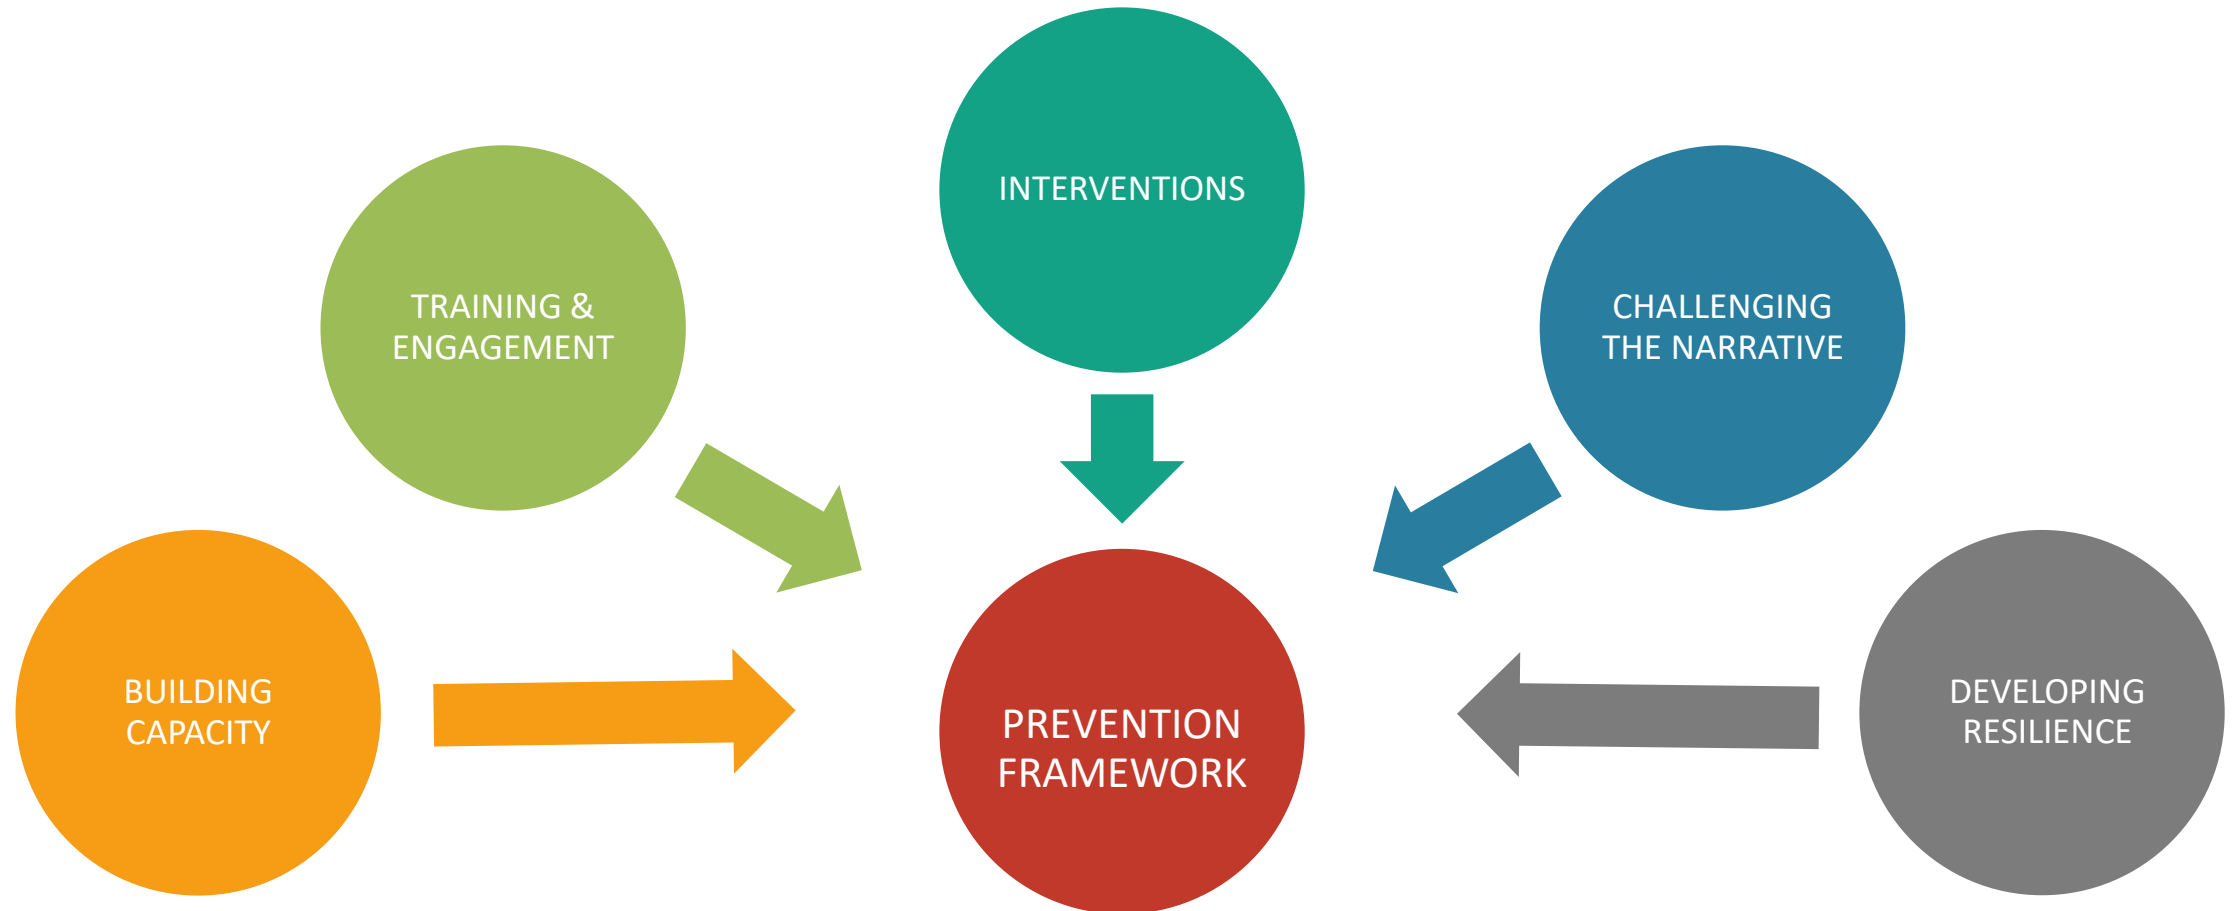 INTERVENTIONS
TRAINING &
ENGAGEMENT
CHALLENGING
THE NARRATIVE
BUILDING
CAPACITY
PREVENTION
FRAMEWORK
DEVELOPING
RESILIENCE